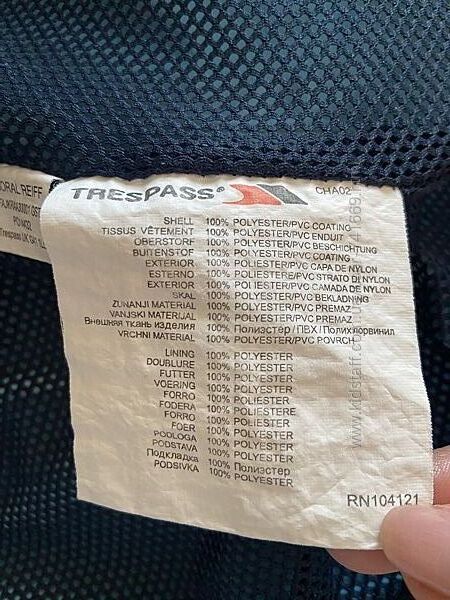 ORAL REIFF
TRESPASS®
CHA02
SHELL 100% POLYESTER/PVC COATING
TISSUS VÊTEMENT 100% POLYESTER/PVC ENDUIT
OBERSTORF 100% POLYESTER/PVC BESCHICHTUNG
BUITENSTOF 100% POLYESTER/PVC COATING
EXTERIOR 100% POLIESTER/PVC CAPA DE NYLON
ESTERNO 100% POLIESTERE/PVC STRATO DI NYLON
EXTERIOR 100% POLIESTER/PVC CAMADA DE NYLON
SKAL 100% POLYESTER/PVC BEKLADNING
ZUNANJI MATERIAL 100% POLYESTER/PVC PREMAZ
VANJSKI MATERIJAL 100% POLYESTER/PVC PREMAZ
Внешняя ткань изделия 100% Полиэстер/ПВХ/Полихлорвинил
VRCHNI MATERIAL 100% POLYESTER/PVC POVRCH
LINING 100% POLYESTER
DOUBLURE 100% POLYESTER
FUTTER 100% POLYESTER
VOERING 100% POLYESTER
FORRO 100% POLIESTER
FODERA 100% POLIESTERE
FORRO 100% POLIESTER
FOER 100% POLYESTER
PODLOGA 100% POLYESTER
PODSTAVA 100% POLYESTER
Подкладка 100% Полиэстер
PODSIVKA 100% POLYESTER
RN104121